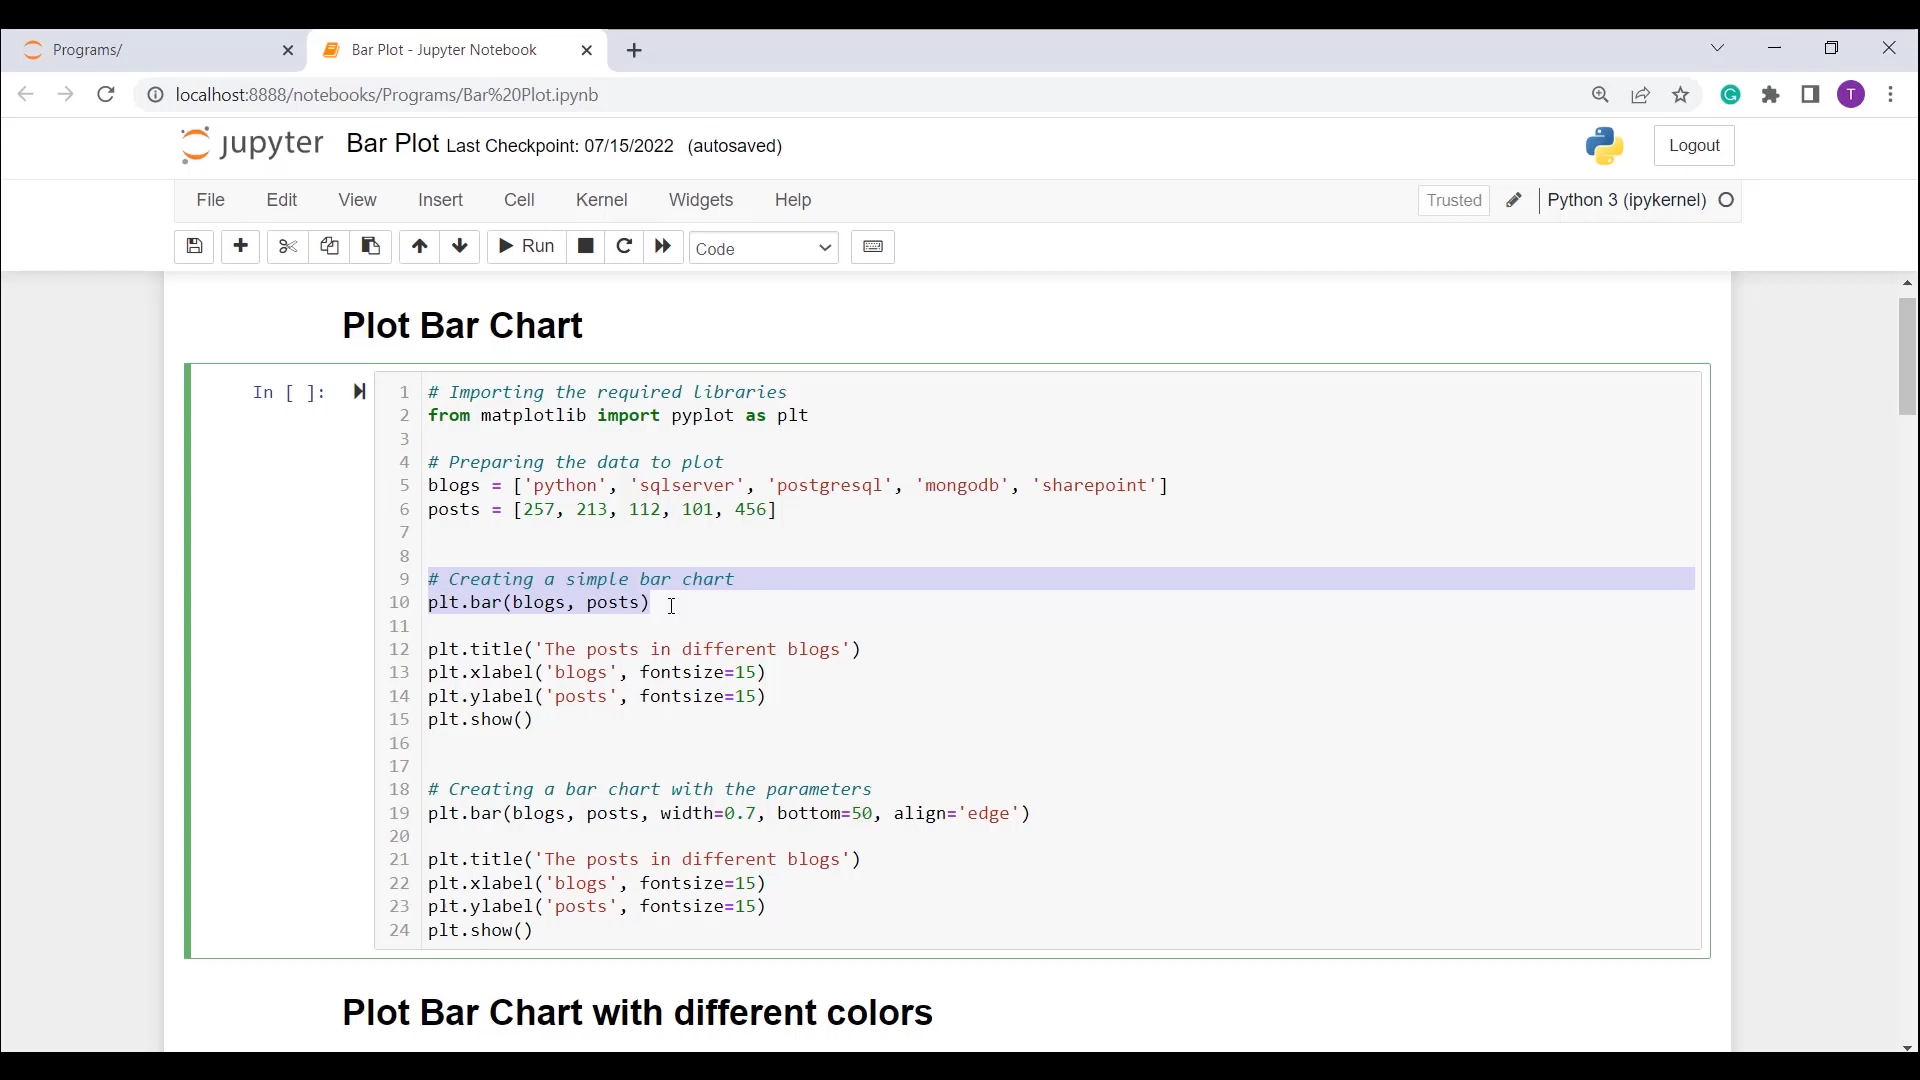 Programs/
Bar Plot - Jupyter Notebook
localhost:8888/notebooks/Programs/Bar%20Plot.ipynb
T
jupyter Bar Plot Last Checkpoint: 07/15/2022 (autosaved)
Logout
File Edit View Insert Cell Kernel Widgets Help
Trusted
Python 3 (ipykernel)
Run
Code
Plot Bar Chart
In [ ]:
1 # Importing the required libraries
2 from matplotlib import pyplot as plt
3
4 # Preparing the data to plot
5 blogs = ['python', 'sqlserver', 'postgresql', 'mongodb', 'sharepoint']
6 posts = [257, 213, 112, 101, 456]
7
8
9 # Creating a simple bar chart
10 plt.bar(blogs, posts)
11
12 plt.title('The posts in different blogs')
13 plt.xlabel('blogs', fontsize=15)
14 plt.ylabel('posts', fontsize=15)
15 plt.show()
16
17
18 # Creating a bar chart with the parameters
19 plt.bar(blogs, posts, width=0.7, bottom=50, align='edge')
20
21 plt.title('The posts in different blogs')
22 plt.xlabel('blogs', fontsize=15)
23 plt.ylabel('posts', fontsize=15)
24 plt.show()
Plot Bar Chart with different colors